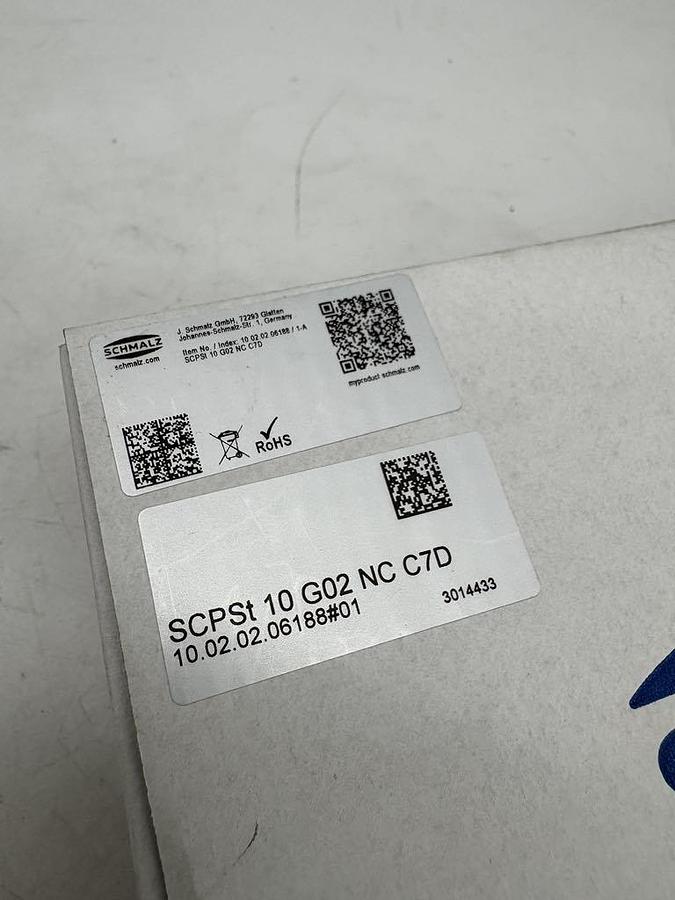 SCHMALZ
schmalz.com
J. Schmalz GmbH, 72293 Glatten
Johannes-Schmalz-Str. 1, Germany
Item No. / Index: 10.02.02.06188 / 1-A
SCPSt 10 G02 NC C7D
myproduct.schmalz.com
RoHS
SCPSt 10 G02 NC C7D
10.02.02.06188#01
3014433